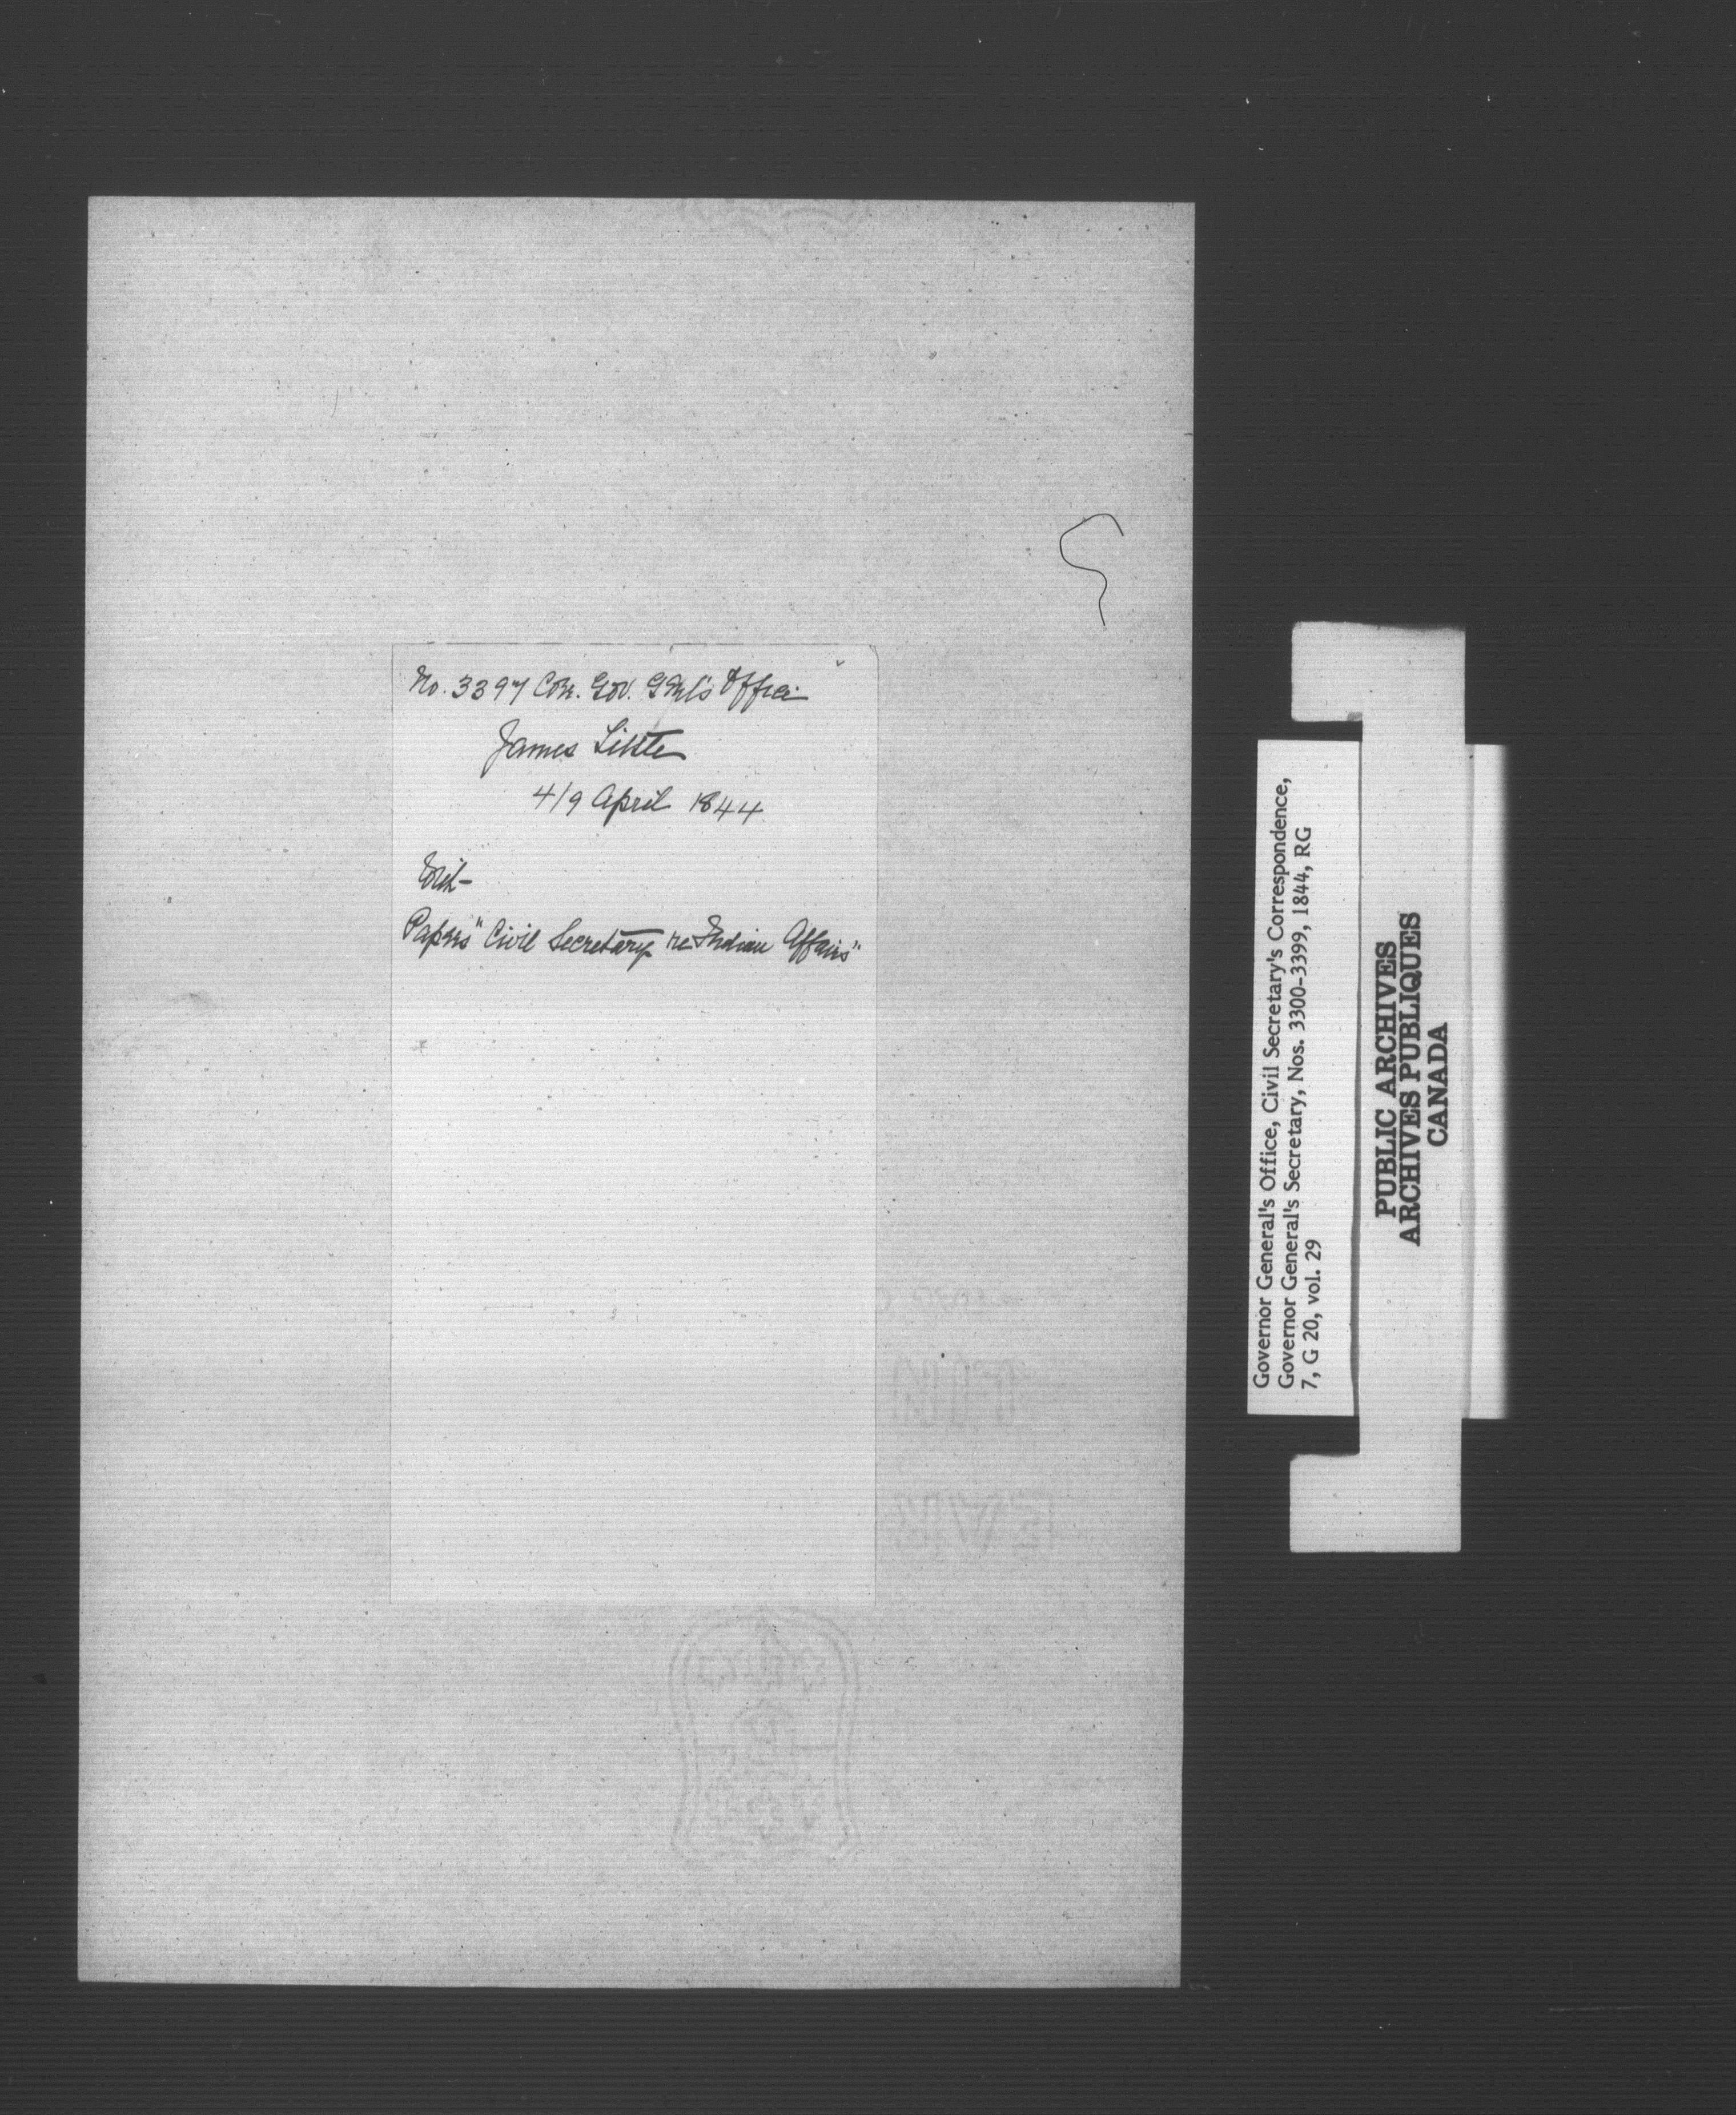 No. 3397 Cor. Gov. Genl's Office
James
4/9 April 1844
With
Papers "Civil Secretary re Indian Affairs"
Governor General's Office, Civil Secretary's Correspondence,
Governor General's Secretary, Nos. 3300-3399, 1844, RG
7, G 20, vol. 29
PUBLIC ARCHIVES
ARCHIVES PUBLIQUES
CANADA